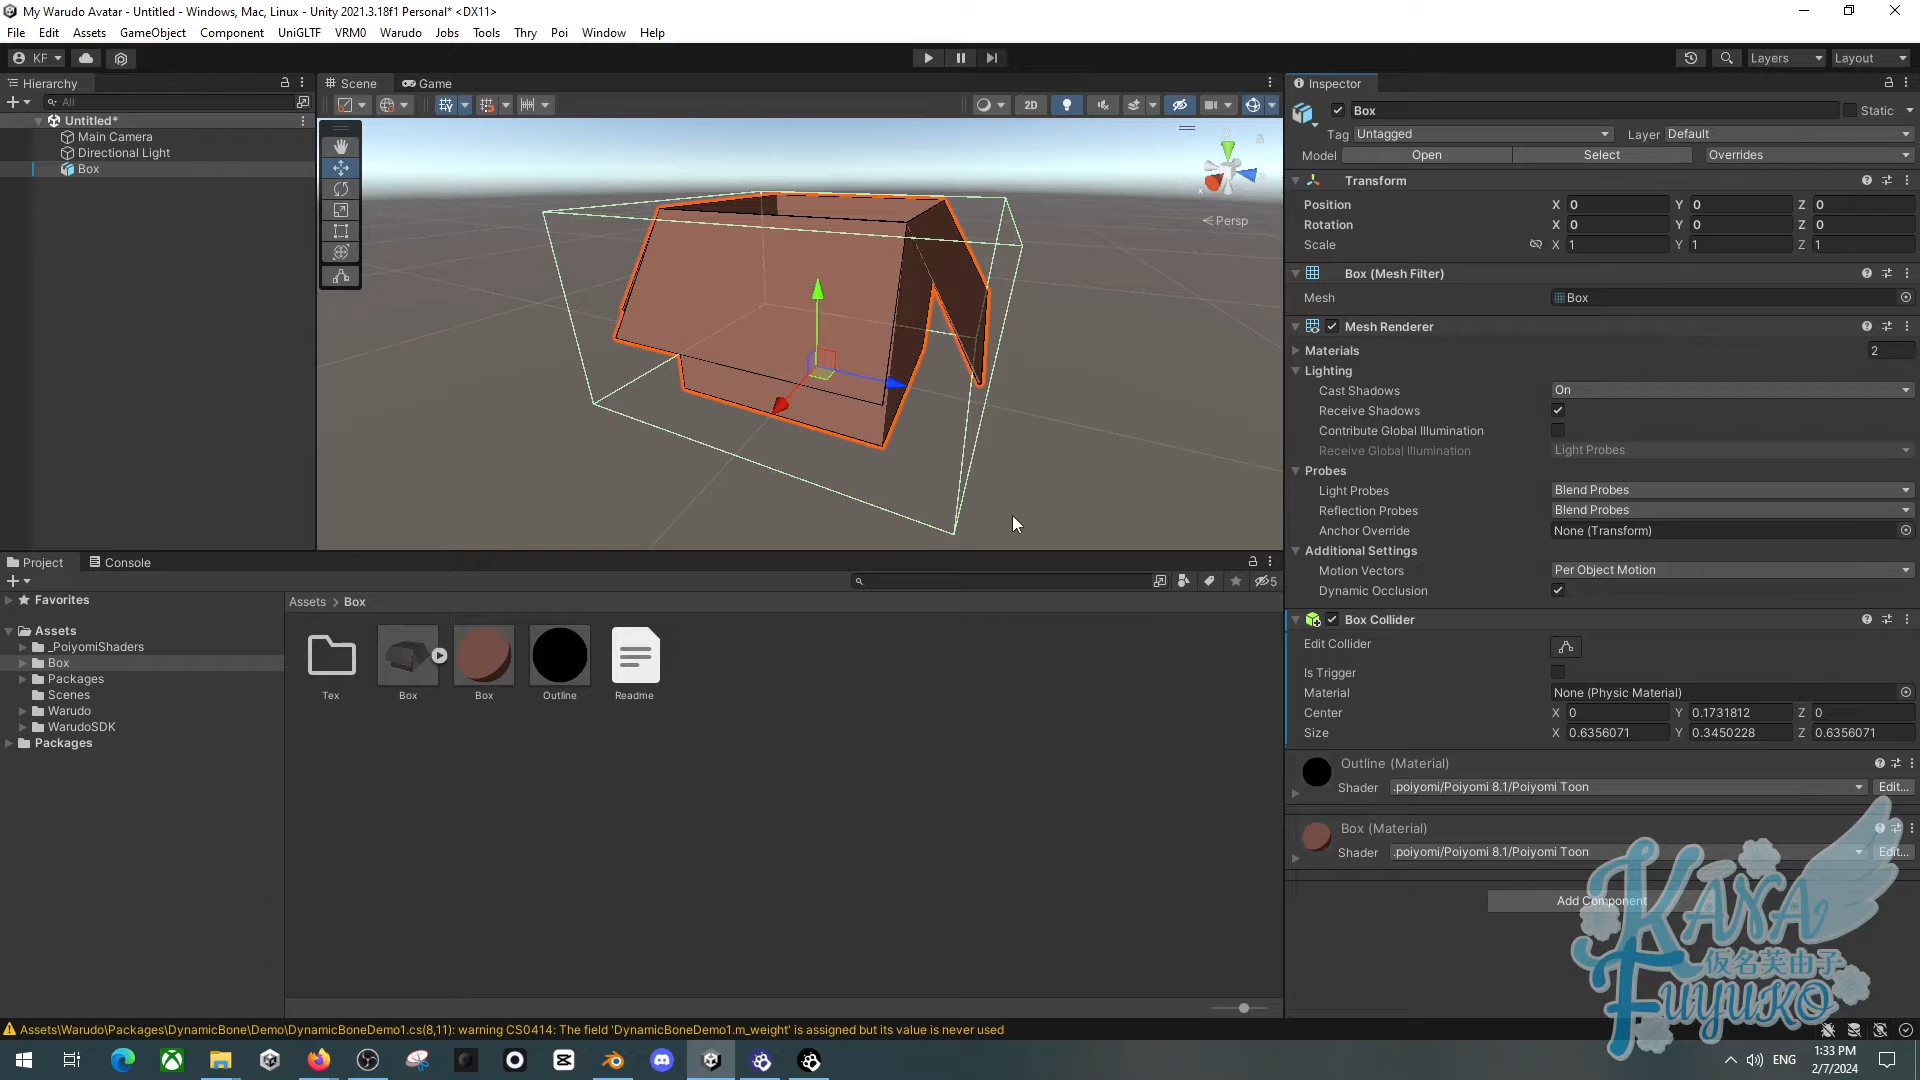 My Warudo Avatar - Untitled - Windows, Mac, Linux - Unity 2021.3.18f1 Personal* <DX11>
File Edit Assets GameObject Component UniGLTF VRM0 Warudo Jobs Tools Thry Poi Window Help
KF
Layers
Layout
Hierarchy
All
Untitled*
Main Camera
Directional Light
Box
Scene
Game
2D
y
x
Persp
Inspector
Box
Static
Tag Untagged
Layer Default
Model Open Select Overrides
Transform
Position X 0 Y 0 Z 0
Rotation X 0 Y 0 Z 0
Scale X 1 Y 1 Z 1
Box (Mesh Filter)
Mesh Box
Mesh Renderer
Materials 2
Lighting
Cast Shadows On
Receive Shadows
Contribute Global Illumination
Receive Global Illumination Light Probes
Probes
Light Probes Blend Probes
Reflection Probes Blend Probes
Anchor Override None (Transform)
Additional Settings
Motion Vectors Per Object Motion
Dynamic Occlusion
Box Collider
Edit Collider
Is Trigger
Material None (Physic Material)
Center X 0 Y 0.1731812 Z 0
Size X 0.6356071 Y 0.3450228 Z 0.6356071
Outline (Material)
Shader .poiyomi/Poiyomi 8.1/Poiyomi Toon Edit...
Box (Material)
Shader .poiyomi/Poiyomi 8.1/Poiyomi Toon Edit...
Add Component
Project
Console
5
Favorites
Assets
_PoiyomiShaders
Box
Packages
Scenes
Warudo
WarudoSDK
Packages
Assets > Box
Tex
Box
Box
Outline
Readme
KANA
仮名芙由子
FUYUKO
Assets\Warudo\Packages\DynamicBone\Demo\DynamicBoneDemo1.cs(8,11): warning CS0414: The field 'DynamicBoneDemo1.m_weight' is assigned but its value is never used
ENG
1:33 PM
2/7/2024